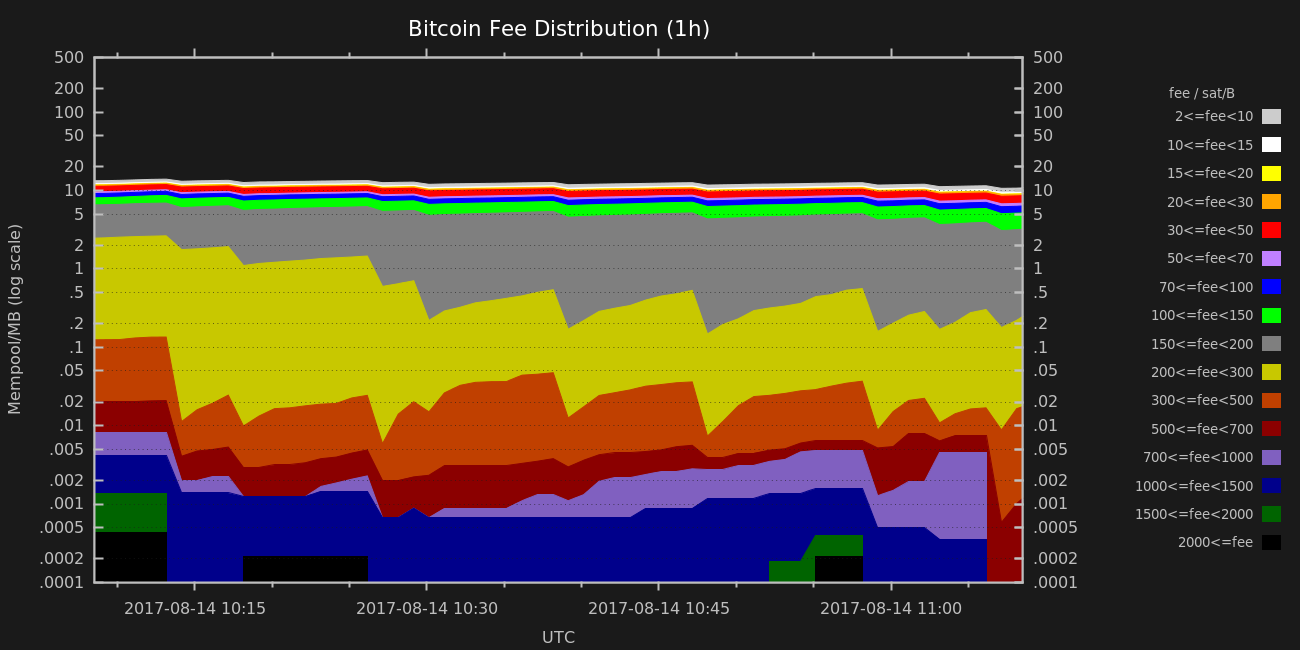 Bitcoin Fee Distribution (1h)
Mempool/MB (log scale)
500
200
100
50
20
10
5
2
1
.5
.2
.1
.05
.02
.01
.005
.002
.001
.0005
.0002
.0001
500
200
100
50
20
10
5
2
1
.5
.2
.1
.05
.02
.01
.005
.002
.001
.0005
.0002
.0001
2017-08-14 10:15
2017-08-14 10:30
2017-08-14 10:45
2017-08-14 11:00
UTC
fee / sat/B
2<=fee<10
10<=fee<15
15<=fee<20
20<=fee<30
30<=fee<50
50<=fee<70
70<=fee<100
100<=fee<150
150<=fee<200
200<=fee<300
300<=fee<500
500<=fee<700
700<=fee<1000
1000<=fee<1500
1500<=fee<2000
2000<=fee